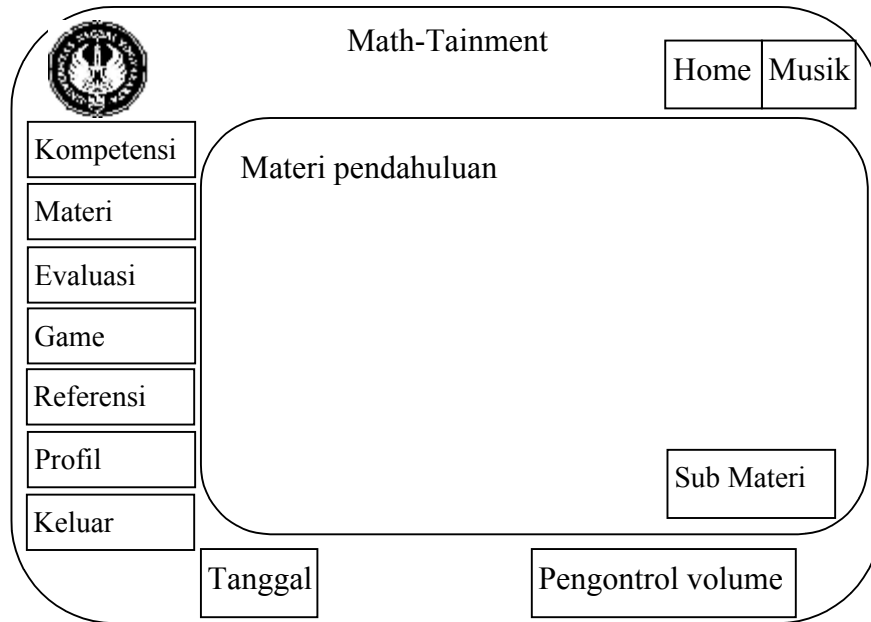 Math-Tainment
Home Musik
Kompetensi
Materi
Evaluasi
Game
Referensi
Profil
Keluar
Materi pendahuluan
Sub Materi
Tanggal
Pengontrol volume